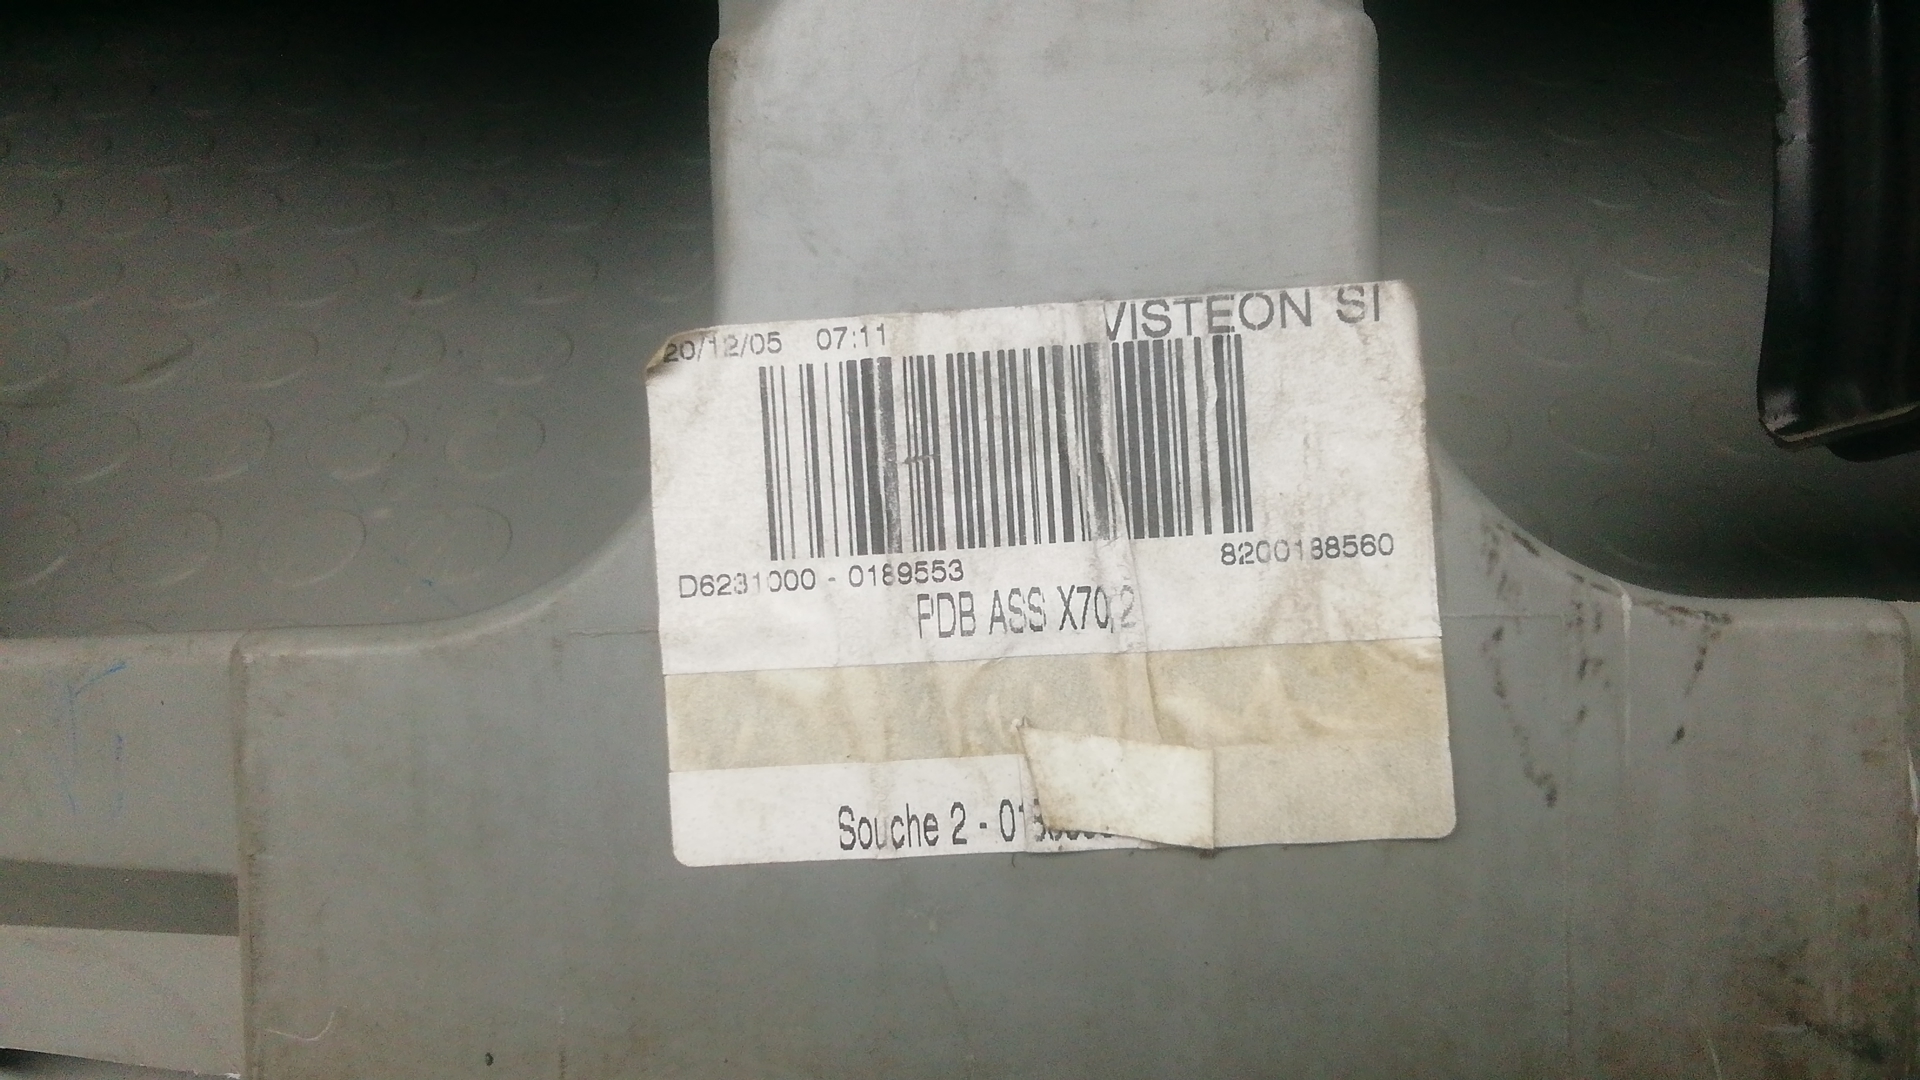 20/12/05 07:11 VISTEON SI
D6231000 - 0189553 8200188560
PDB ASS X70,2
Souche 2 -